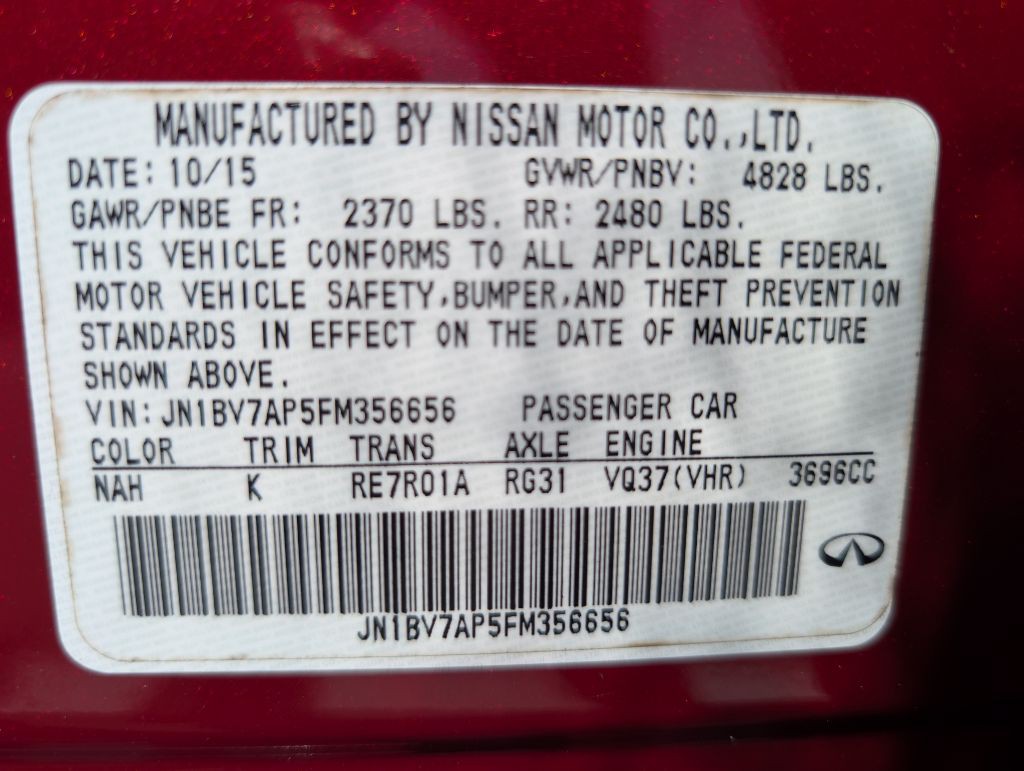 MANUFACTURED BY NISSAN MOTOR CO.,LTD.
DATE: 10/15 GVWR/PNBV: 4828 LBS.
GAWR/PNBE FR: 2370 LBS. RR: 2480 LBS.
THIS VEHICLE CONFORMS TO ALL APPLICABLE FEDERAL
MOTOR VEHICLE SAFETY,BUMPER,AND THEFT PREVENTION
STANDARDS IN EFFECT ON THE DATE OF MANUFACTURE
SHOWN ABOVE.
VIN: JN1BV7AP5FM356656 PASSENGER CAR
COLOR TRIM TRANS AXLE ENGINE
NAH K RE7R01A RG31 VQ37(VHR) 3696CC
JN1BV7AP5FM356656